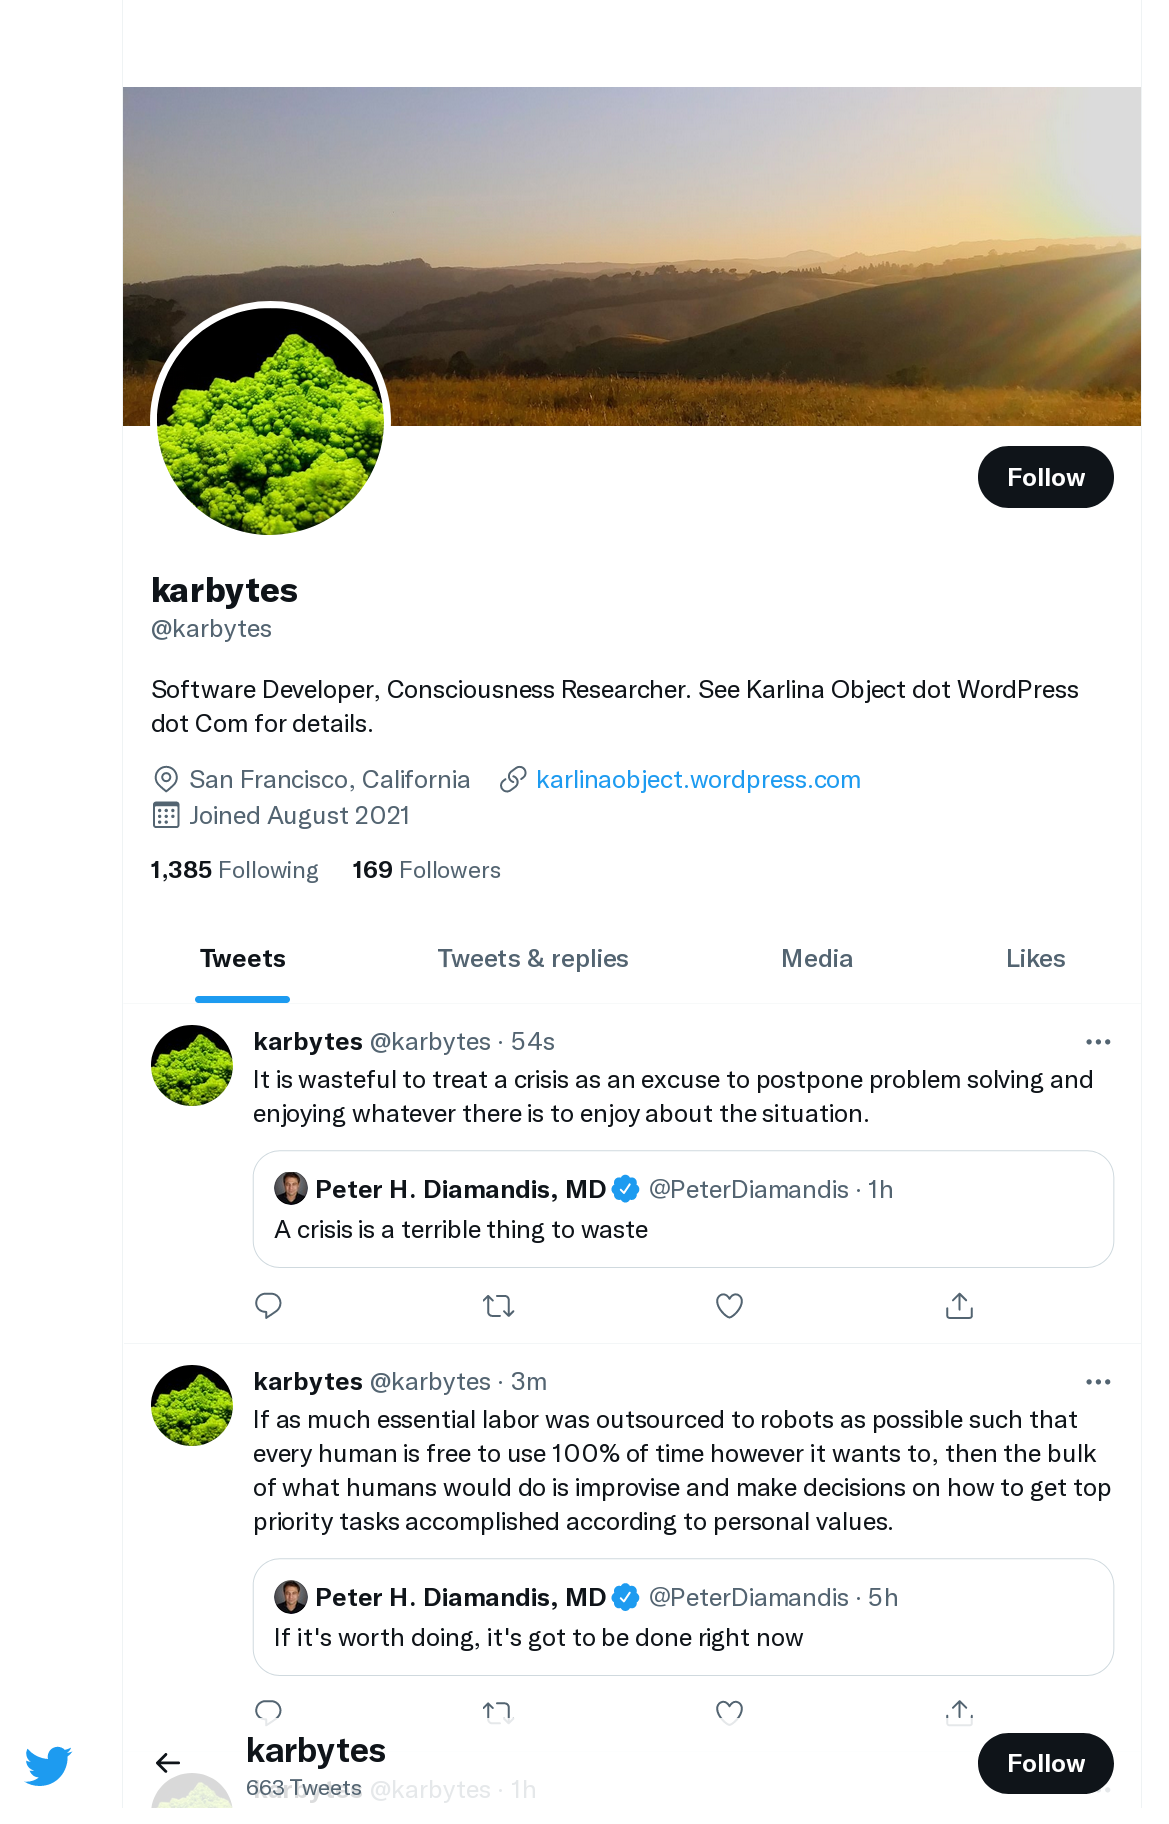 Follow
karbytes
@karbytes
Software Developer, Consciousness Researcher. See Karlina Object dot WordPress
dot Com for details.
San Francisco, California karlinaobject.wordpress.com
Joined August 2021
1,385 Following 169 Followers
Tweets Tweets & replies Media Likes
karbytes @karbytes · 54s
It is wasteful to treat a crisis as an excuse to postpone problem solving and
enjoying whatever there is to enjoy about the situation.
Peter H. Diamandis, MD @PeterDiamandis · 1h
A crisis is a terrible thing to waste
karbytes @karbytes · 3m
If as much essential labor was outsourced to robots as possible such that
every human is free to use 100% of time however it wants to, then the bulk
of what humans would do is improvise and make decisions on how to get top
priority tasks accomplished according to personal values.
Peter H. Diamandis, MD @PeterDiamandis · 5h
If it's worth doing, it's got to be done right now
karbytes
Follow
663 Tweets
karbytes @karbytes · 1h